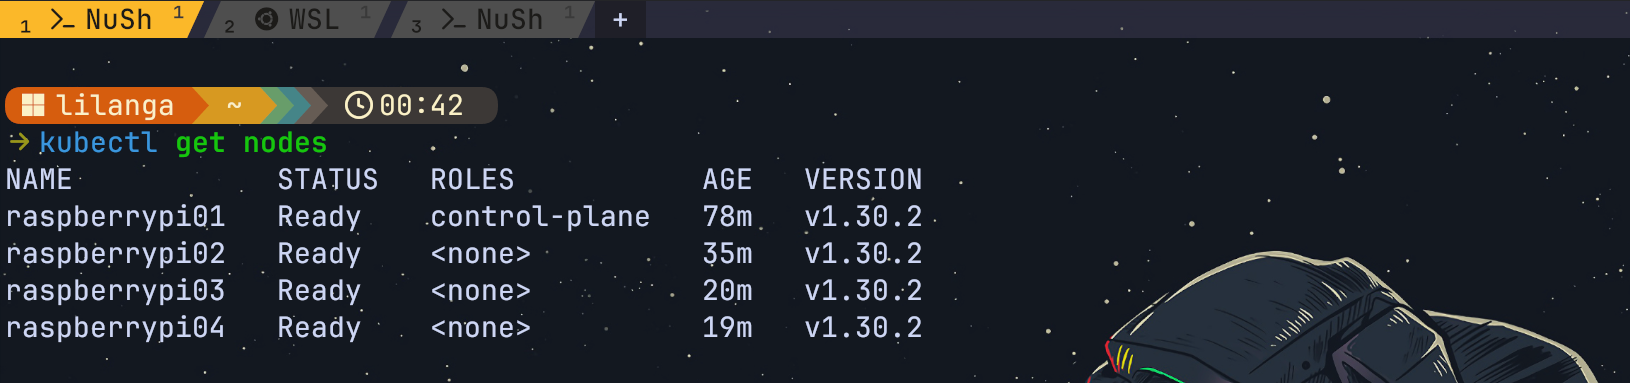 1 NuSh 1 2 WSL 1 3 NuSh 1 +
lilanga ~ 00:42
→ kubectl get nodes
NAME STATUS ROLES AGE VERSION
raspberrypi01 Ready control-plane 78m v1.30.2
raspberrypi02 Ready <none> 35m v1.30.2
raspberrypi03 Ready <none> 20m v1.30.2
raspberrypi04 Ready <none> 19m v1.30.2